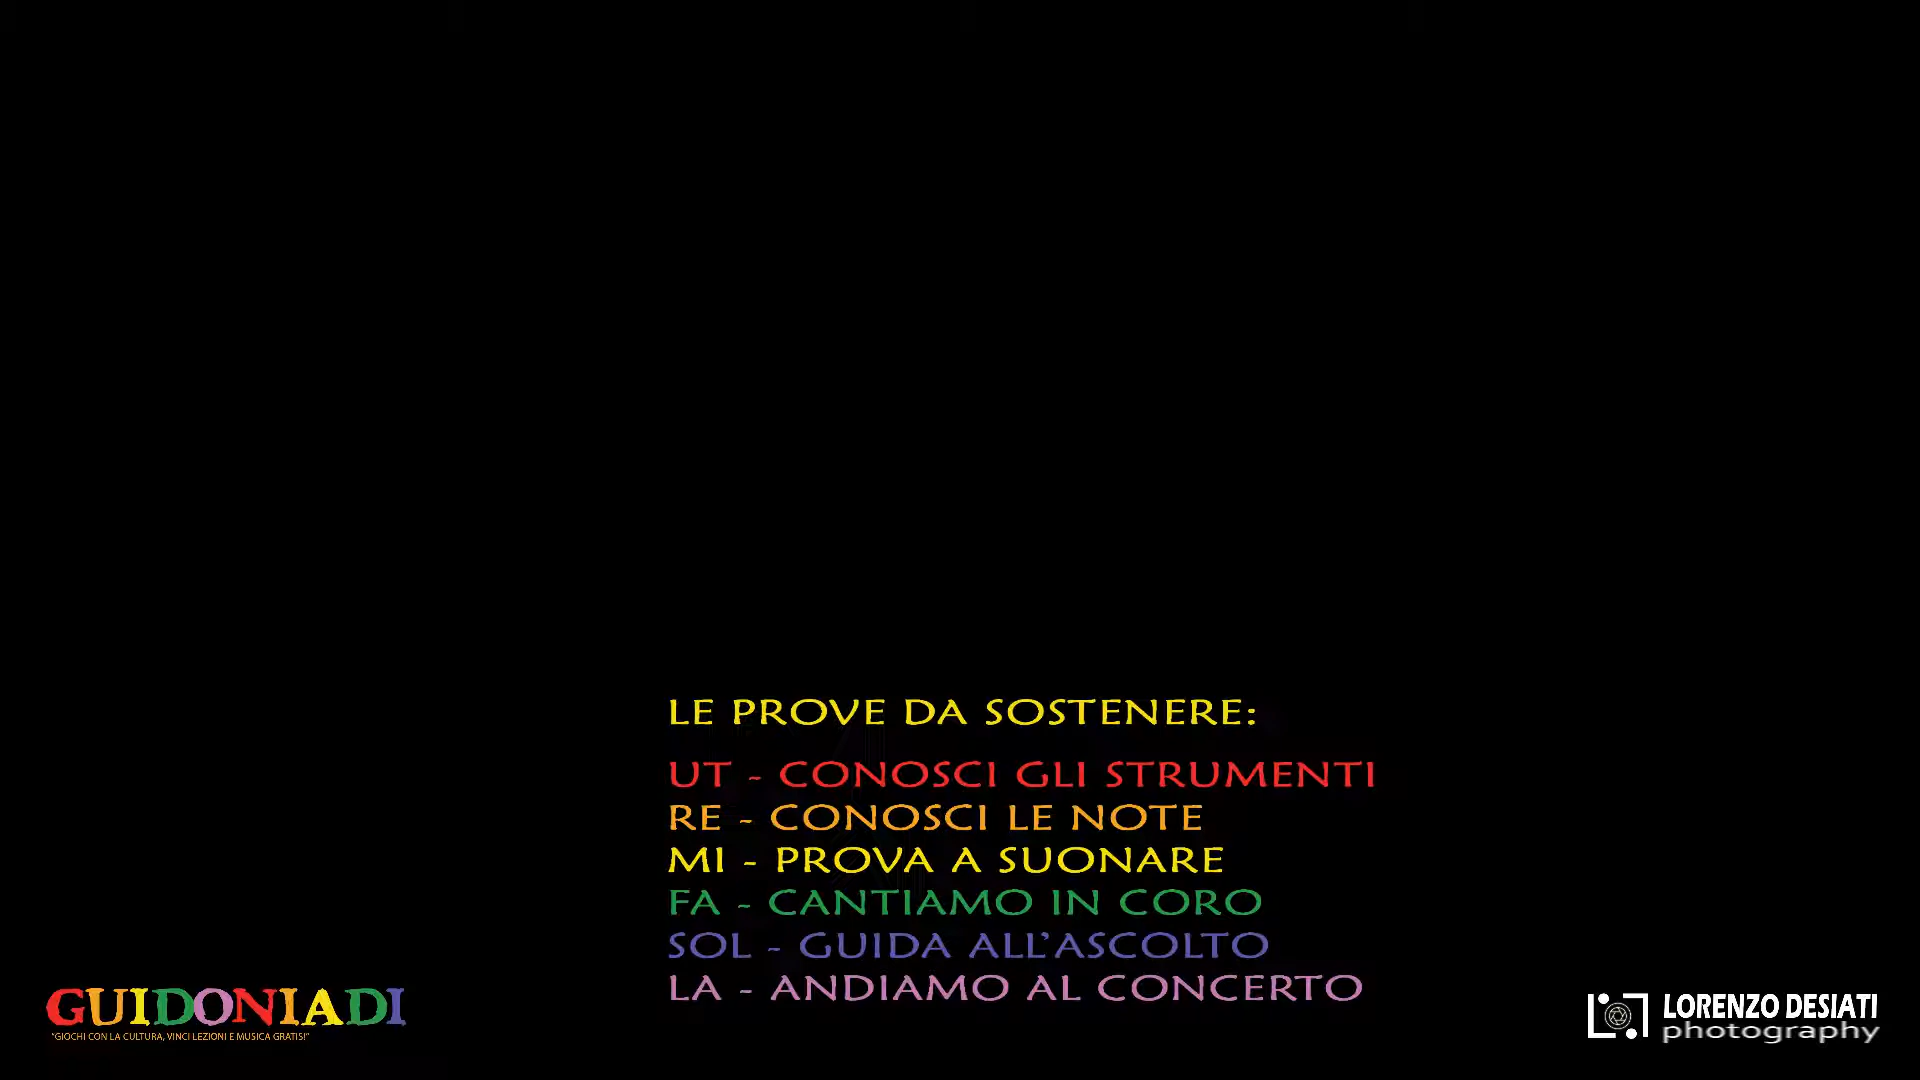 LE PROVE DA SOSTENERE:
UT - CONOSCI GLI STRUMENTI
RE - CONOSCI LE NOTE
MI - PROVA A SUONARE
FA - CANTIAMO IN CORO
SOL - GUIDA ALL'ASCOLTO
LA - ANDIAMO AL CONCERTO
GUIDONIADI
"GIOCHI CON LA CULTURA, VINCI LEZIONI E MUSICA GRATIS!"
LORENZO DESIATI
photography